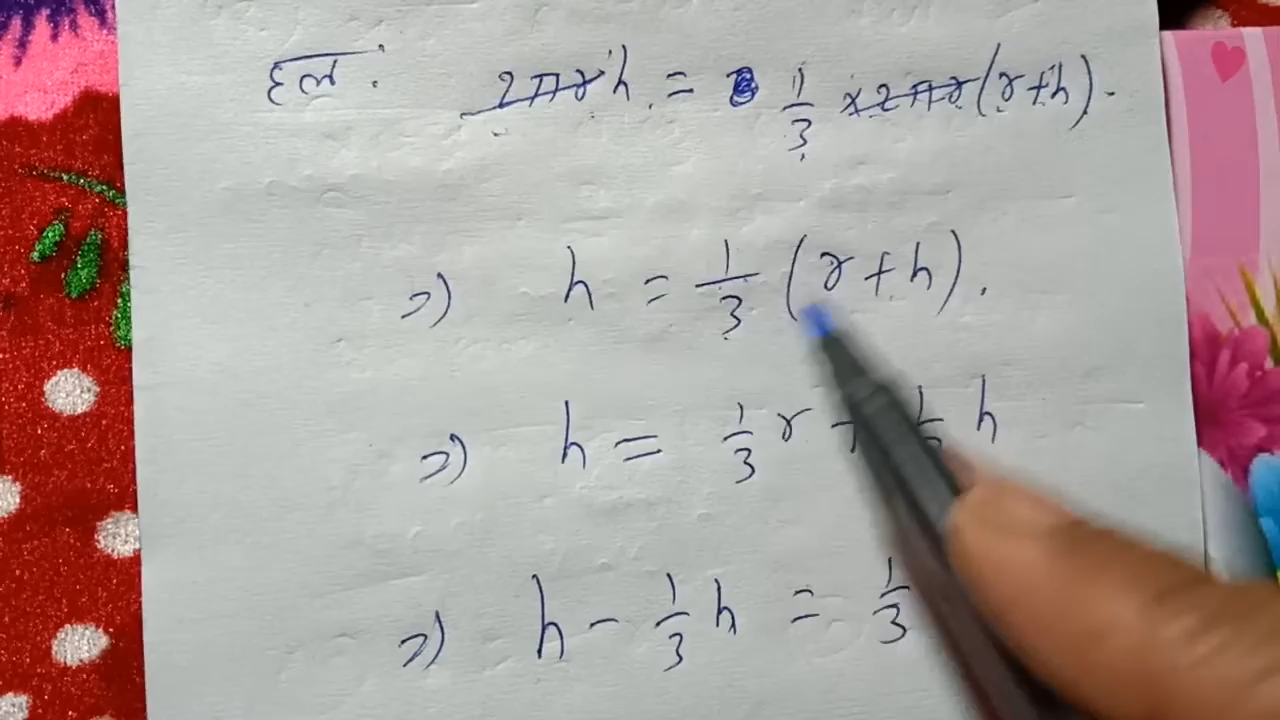 हल. 2πrh = 1/3 × 2πr (r+h).
⇒) h = 1/3 (r+h).
⇒) h = 1/3 r + h
⇒) h - 1/3 h = 1/3